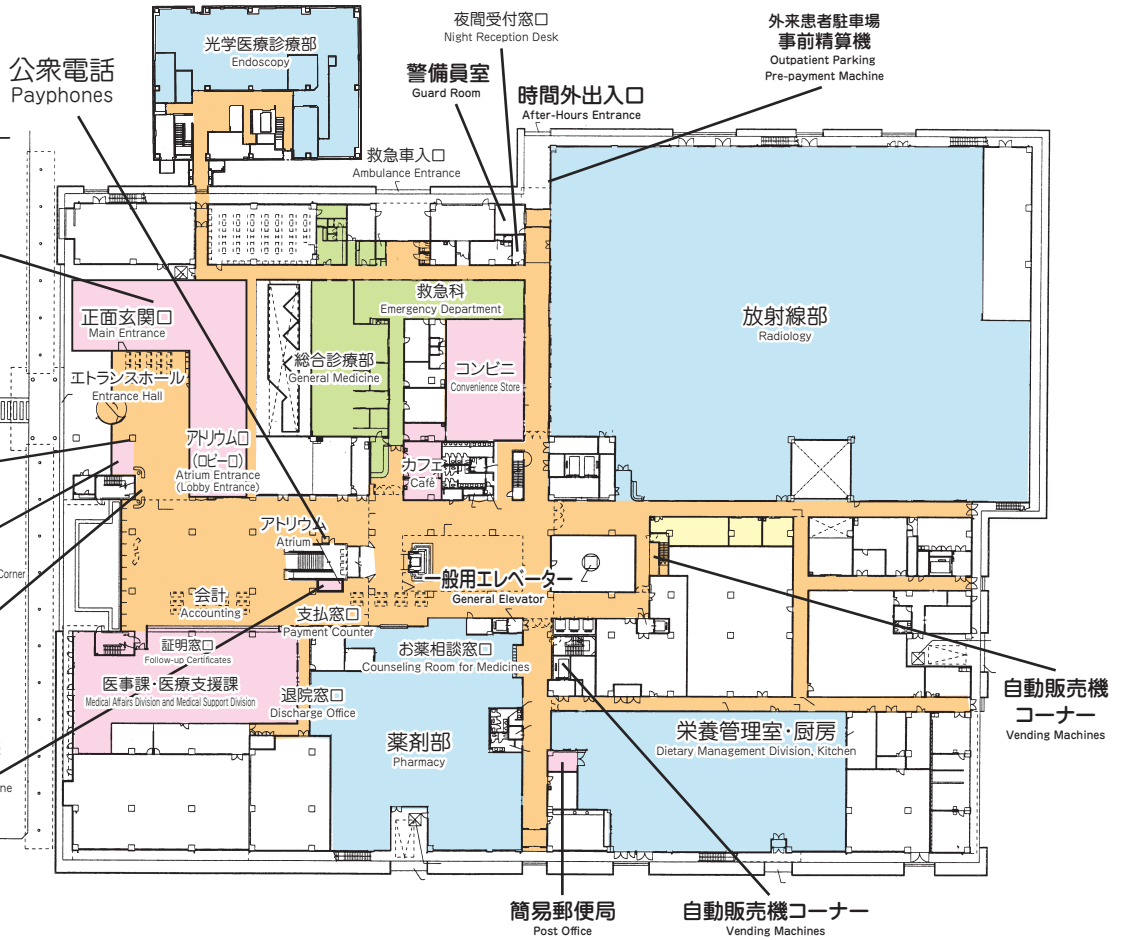 光学医療診療部
Endoscopy
夜間受付窓口
Night Reception Desk
外来患者駐車場
事前精算機
Outpatient Parking
Pre-payment Machine
公衆電話
Payphones
警備員室
Guard Room
時間外出入口
After-Hours Entrance
救急車入口
Ambulance Entrance
正面玄関口
Main Entrance
救急科
Emergency Department
放射線部
Radiology
エトランスホール
Entrance Hall
総合診療部
General Medicine
コンビニ
Convenience Store
アトリウム口
(ロビー口)
Atrium Entrance
(Lobby Entrance)
カフェ
Café
アトリウム
Atrium
Corner
一般用エレベーター
General Elevator
会計
Accounting
支払窓口
Payment Counter
証明窓口
Follow-up Certificates
お薬相談窓口
Counseling Room for Medicines
医事課・医療支援課
Medical Affairs Division and Medical Support Division
退院窓口
Discharge Office
自動販売機
コーナー
Vending Machines
薬剤部
Pharmacy
栄養管理室・厨房
Dietary Management Division, Kitchen
ne
簡易郵便局
Post Office
自動販売機コーナー
Vending Machines